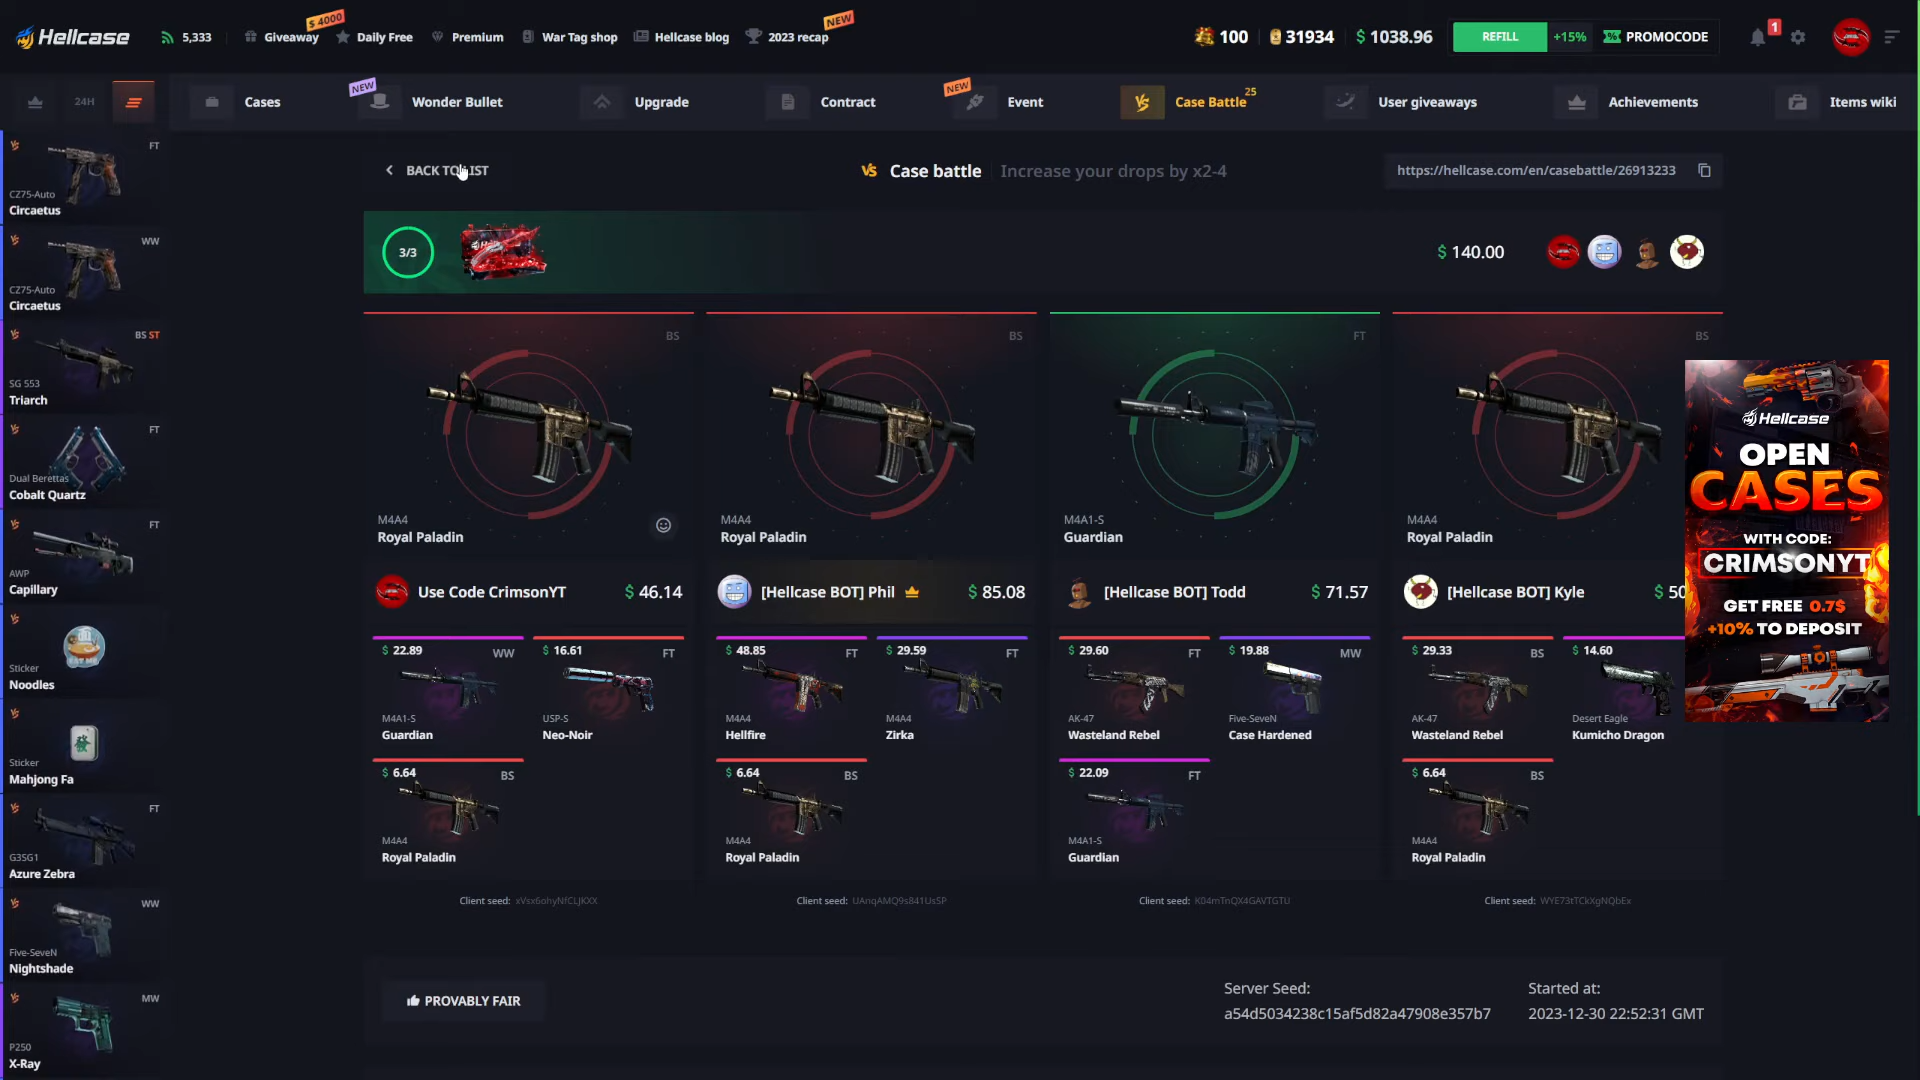 Hellcase
5,333
Giveaway
$ 4000
Daily Free
Premium
War Tag shop
Hellcase blog
2023 recap
NEW
100
31934
$ 1038.96
REFILL
+15%
PROMOCODE
1
24H
Cases
NEW
Wonder Bullet
Upgrade
Contract
NEW
Event
VS
Case Battle
25
User giveaways
Achievements
Items wiki
FT
CZ75-Auto
Circaetus
WW
CZ75-Auto
Circaetus
BS ST
SG 553
Triarch
FT
Dual Berettas
Cobalt Quartz
FT
AWP
Capillary
Sticker
Noodles
Sticker
Mahjong Fa
FT
G3SG1
Azure Zebra
WW
Five-SeveN
Nightshade
MW
P250
X-Ray
BACK TO LIST
VS Case battle
Increase your drops by x2-4
https://hellcase.com/en/casebattle/26913233
3/3
$ 140.00
BS
M4A4
Royal Paladin
BS
M4A4
Royal Paladin
FT
M4A1-S
Guardian
BS
M4A4
Royal Paladin
Use Code CrimsonYT
$ 46.14
[Hellcase BOT] Phil
$ 85.08
[Hellcase BOT] Todd
$ 71.57
[Hellcase BOT] Kyle
$ 50
$ 22.89
WW
M4A1-S
Guardian
$ 16.61
FT
USP-S
Neo-Noir
$ 6.64
BS
M4A4
Royal Paladin
$ 48.85
FT
M4A4
Hellfire
$ 29.59
FT
M4A4
Zirka
$ 6.64
BS
M4A4
Royal Paladin
$ 29.60
FT
AK-47
Wasteland Rebel
$ 19.88
MW
Five-SeveN
Case Hardened
$ 22.09
FT
M4A1-S
Guardian
$ 29.33
BS
AK-47
Wasteland Rebel
$ 14.60
Desert Eagle
Kumicho Dragon
$ 6.64
BS
M4A4
Royal Paladin
Hellcase
OPEN
CASES
WITH CODE:
CRIMSONYT
GET FREE 0.7$
+10% TO DEPOSIT
Client seed: xVsx6ohyNfCLJKXX
Client seed: UAnqAMQ9s841UsSP
Client seed: K04mTnQX4GAVTGTU
Client seed: WYE73tTCkXgNQbEx
PROVABLY FAIR
Server Seed:
a54d5034238c15af5d82a47908e357b7
Started at:
2023-12-30 22:52:31 GMT